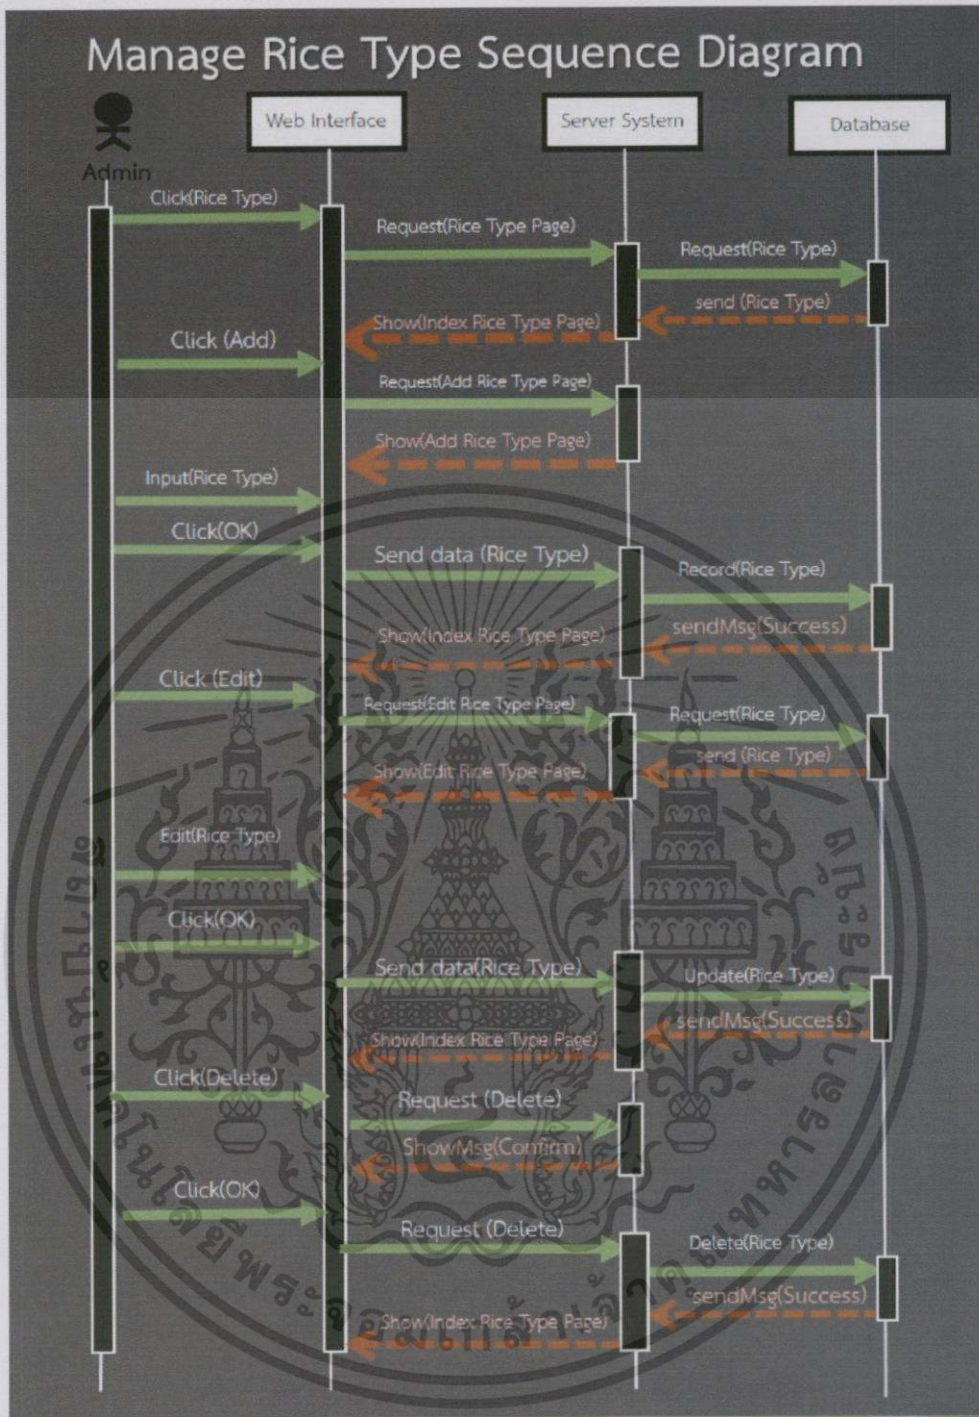 Manage Rice Type Sequence Diagram
Web Interface
Server System
Database
Admin
Click(Rice Type)
Request(Rice Type Page)
Request(Rice Type)
send (Rice Type)
Show(Index Rice Type Page)
Click (Add)
Request(Add Rice Type Page)
Show(Add Rice Type Page)
Input(Rice Type)
Click(OK)
Send data (Rice Type)
Record(Rice Type)
sendMsg(Success)
Show(Index Rice Type Page)
Click (Edit)
Request(Edit Rice Type Page)
Request(Rice Type)
send (Rice Type)
Show(Edit Rice Type Page)
Edit(Rice Type)
Click(OK)
Send data(Rice Type)
Update(Rice Type)
sendMsg(Success)
Show(Index Rice Type Page)
Click(Delete)
Request (Delete)
ShowMsg(Confirm)
Click(OK)
Request (Delete)
Delete(Rice Type)
sendMsg(Success)
Show(Index Rice Type Page)